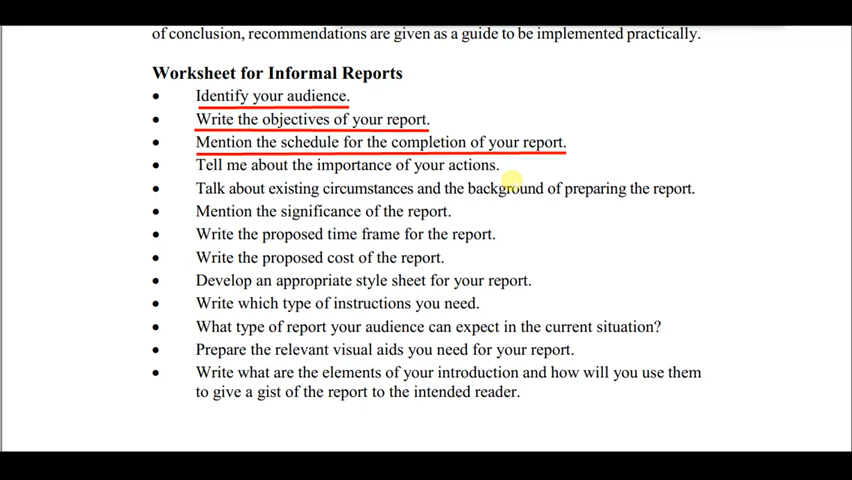 of conclusion, recommendations are given as a guide to be implemented practically.
Worksheet for Informal Reports
• Identify your audience.
• Write the objectives of your report.
• Mention the schedule for the completion of your report.
• Tell me about the importance of your actions.
• Talk about existing circumstances and the background of preparing the report.
• Mention the significance of the report.
• Write the proposed time frame for the report.
• Write the proposed cost of the report.
• Develop an appropriate style sheet for your report.
• Write which type of instructions you need.
• What type of report your audience can expect in the current situation?
• Prepare the relevant visual aids you need for your report.
• Write what are the elements of your introduction and how will you use them
to give a gist of the report to the intended reader.